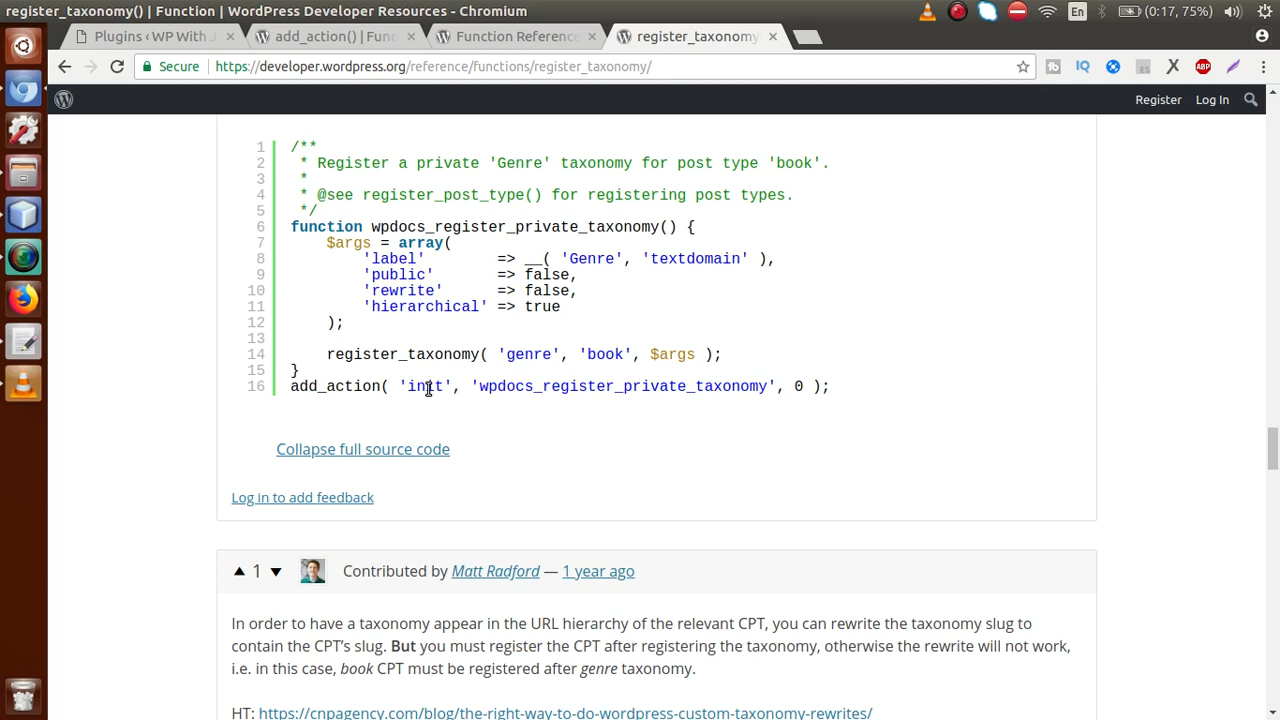 register_taxonomy() | Function | WordPress Developer Resources - Chromium
En
(0:17, 75%)
Plugins ‹ WP With J
add_action() | Func
Function Reference
register_taxonomy
Secure
https://developer.wordpress.org/reference/functions/register_taxonomy/
fb
IQ
ABP
Register
Log In
1 /**
2 * Register a private 'Genre' taxonomy for post type 'book'.
3 *
4 * @see register_post_type() for registering post types.
5 */
6 function wpdocs_register_private_taxonomy() {
7 $args = array(
8 'label' => __( 'Genre', 'textdomain' ),
9 'public' => false,
10 'rewrite' => false,
11 'hierarchical' => true
12 );
13
14 register_taxonomy( 'genre', 'book', $args );
15 }
16 add_action( 'init', 'wpdocs_register_private_taxonomy', 0 );
Collapse full source code
Log in to add feedback
1 Contributed by Matt Radford — 1 year ago
In order to have a taxonomy appear in the URL hierarchy of the relevant CPT, you can rewrite the taxonomy slug to
contain the CPT’s slug. But you must register the CPT after registering the taxonomy, otherwise the rewrite will not work,
i.e. in this case, book CPT must be registered after genre taxonomy.
HT: https://cnpagency.com/blog/the-right-way-to-do-wordpress-custom-taxonomy-rewrites/